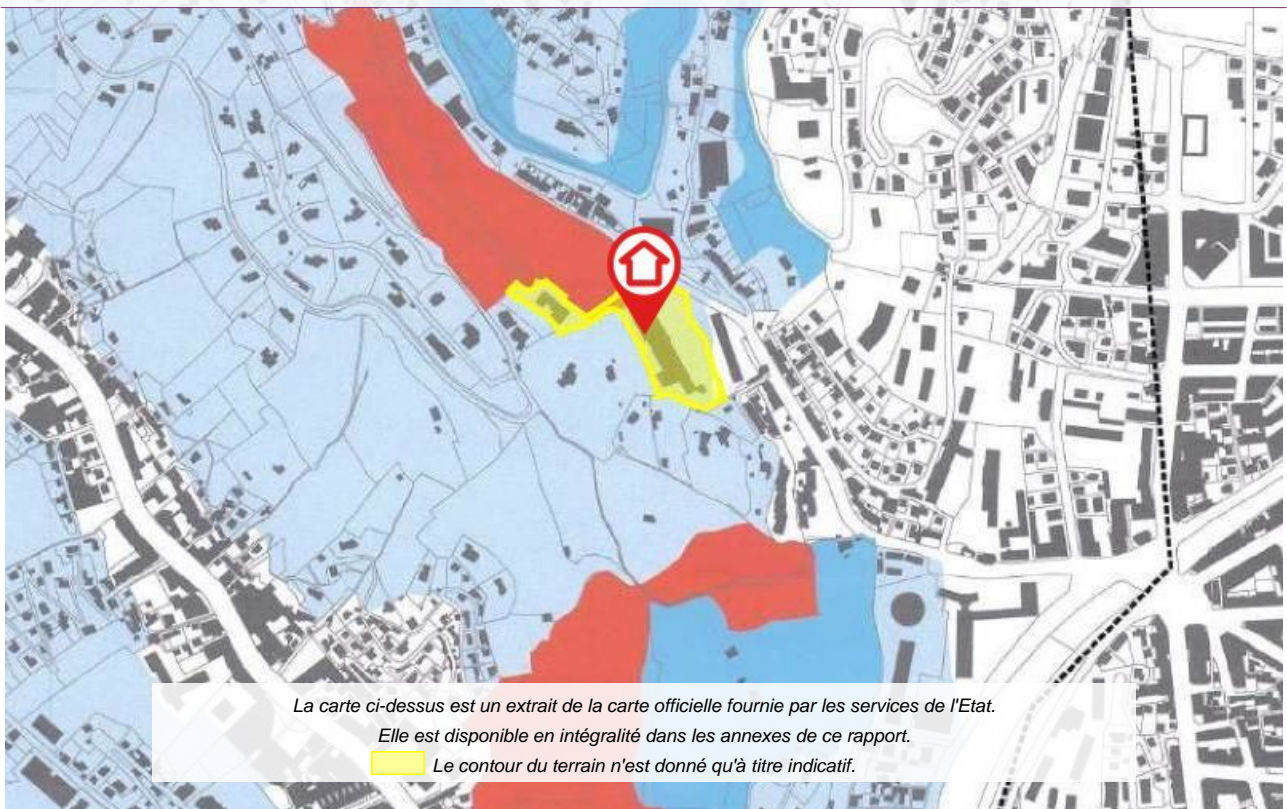 La carte ci-dessus est un extrait de la carte officielle fournie par les services de l'Etat.
Elle est disponible en intégralité dans les annexes de ce rapport.
Le contour du terrain n'est donné qu'à titre indicatif.